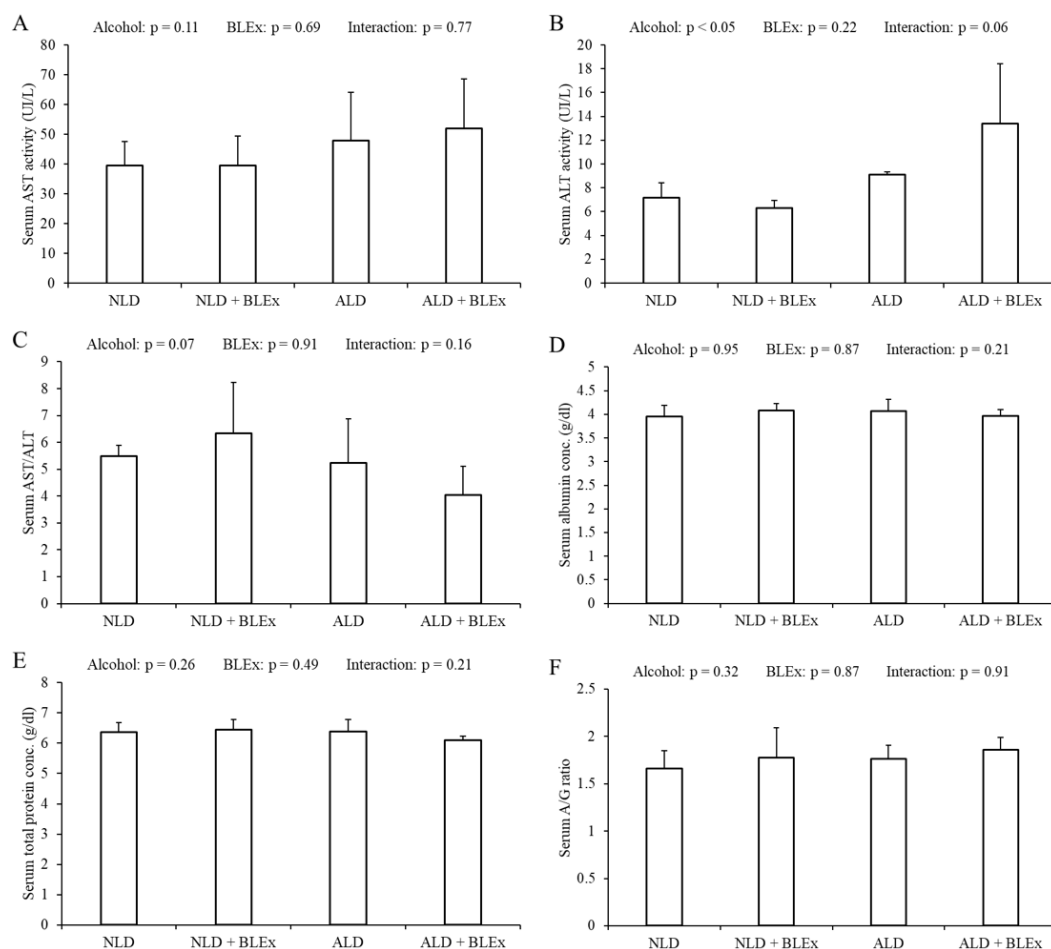 A
Alcohol: p = 0.11 BLEx: p = 0.69 Interaction: p = 0.77
Serum AST activity (UI/L)
80
70
60
50
40
30
20
10
0
NLD NLD + BLEx ALD ALD + BLEx
B
Alcohol: p < 0.05 BLEx: p = 0.22 Interaction: p = 0.06
Serum ALT activity (UI/L)
20
18
16
14
12
10
8
6
4
2
0
NLD NLD + BLEx ALD ALD + BLEx
C
Alcohol: p = 0.07 BLEx: p = 0.91 Interaction: p = 0.16
Serum AST/ALT
9
8
7
6
5
4
3
2
1
0
NLD NLD + BLEx ALD ALD + BLEx
D
Alcohol: p = 0.95 BLEx: p = 0.87 Interaction: p = 0.21
Serum albumin conc. (g/dl)
5
4.5
4
3.5
3
2.5
2
1.5
1
0.5
0
NLD NLD + BLEx ALD ALD + BLEx
E
Alcohol: p = 0.26 BLEx: p = 0.49 Interaction: p = 0.21
Serum total protein conc. (g/dl)
8
7
6
5
4
3
2
1
0
NLD NLD + BLEx ALD ALD + BLEx
F
Alcohol: p = 0.32 BLEx: p = 0.87 Interaction: p = 0.91
Serum A/G ratio
2.5
2
1.5
1
0.5
0
NLD NLD + BLEx ALD ALD + BLEx